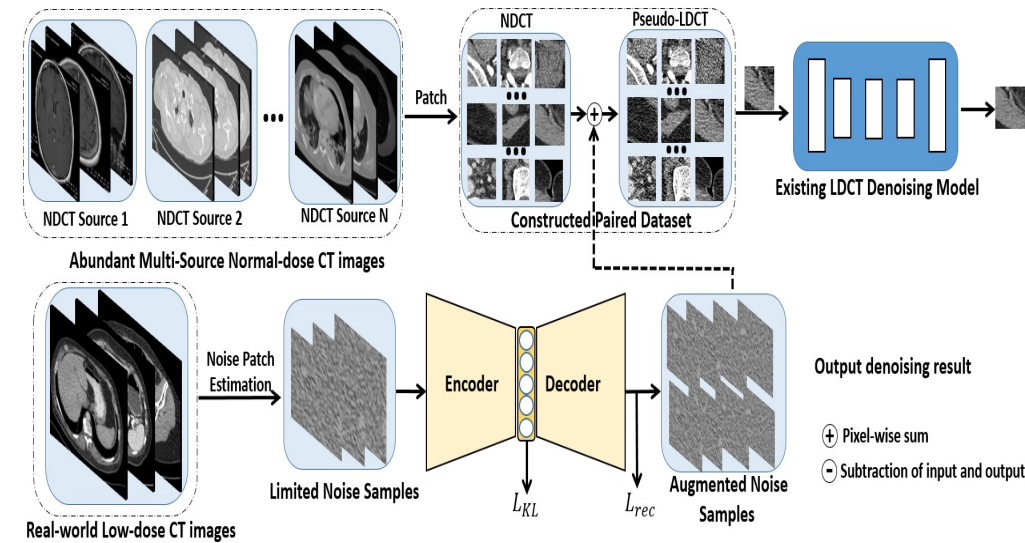 NDCT
Pseudo-LDCT
Patch
NDCT Source 1
NDCT Source 2
NDCT Source N
Constructed Paired Dataset
Existing LDCT Denoising Model
Abundant Multi-Source Normal-dose CT images
Noise Patch
Estimation
Encoder
Decoder
Output denoising result
+ Pixel-wise sum
- Subtraction of input and output
Limited Noise Samples
L_KL
L_rec
Augmented Noise
Samples
Real-world Low-dose CT images